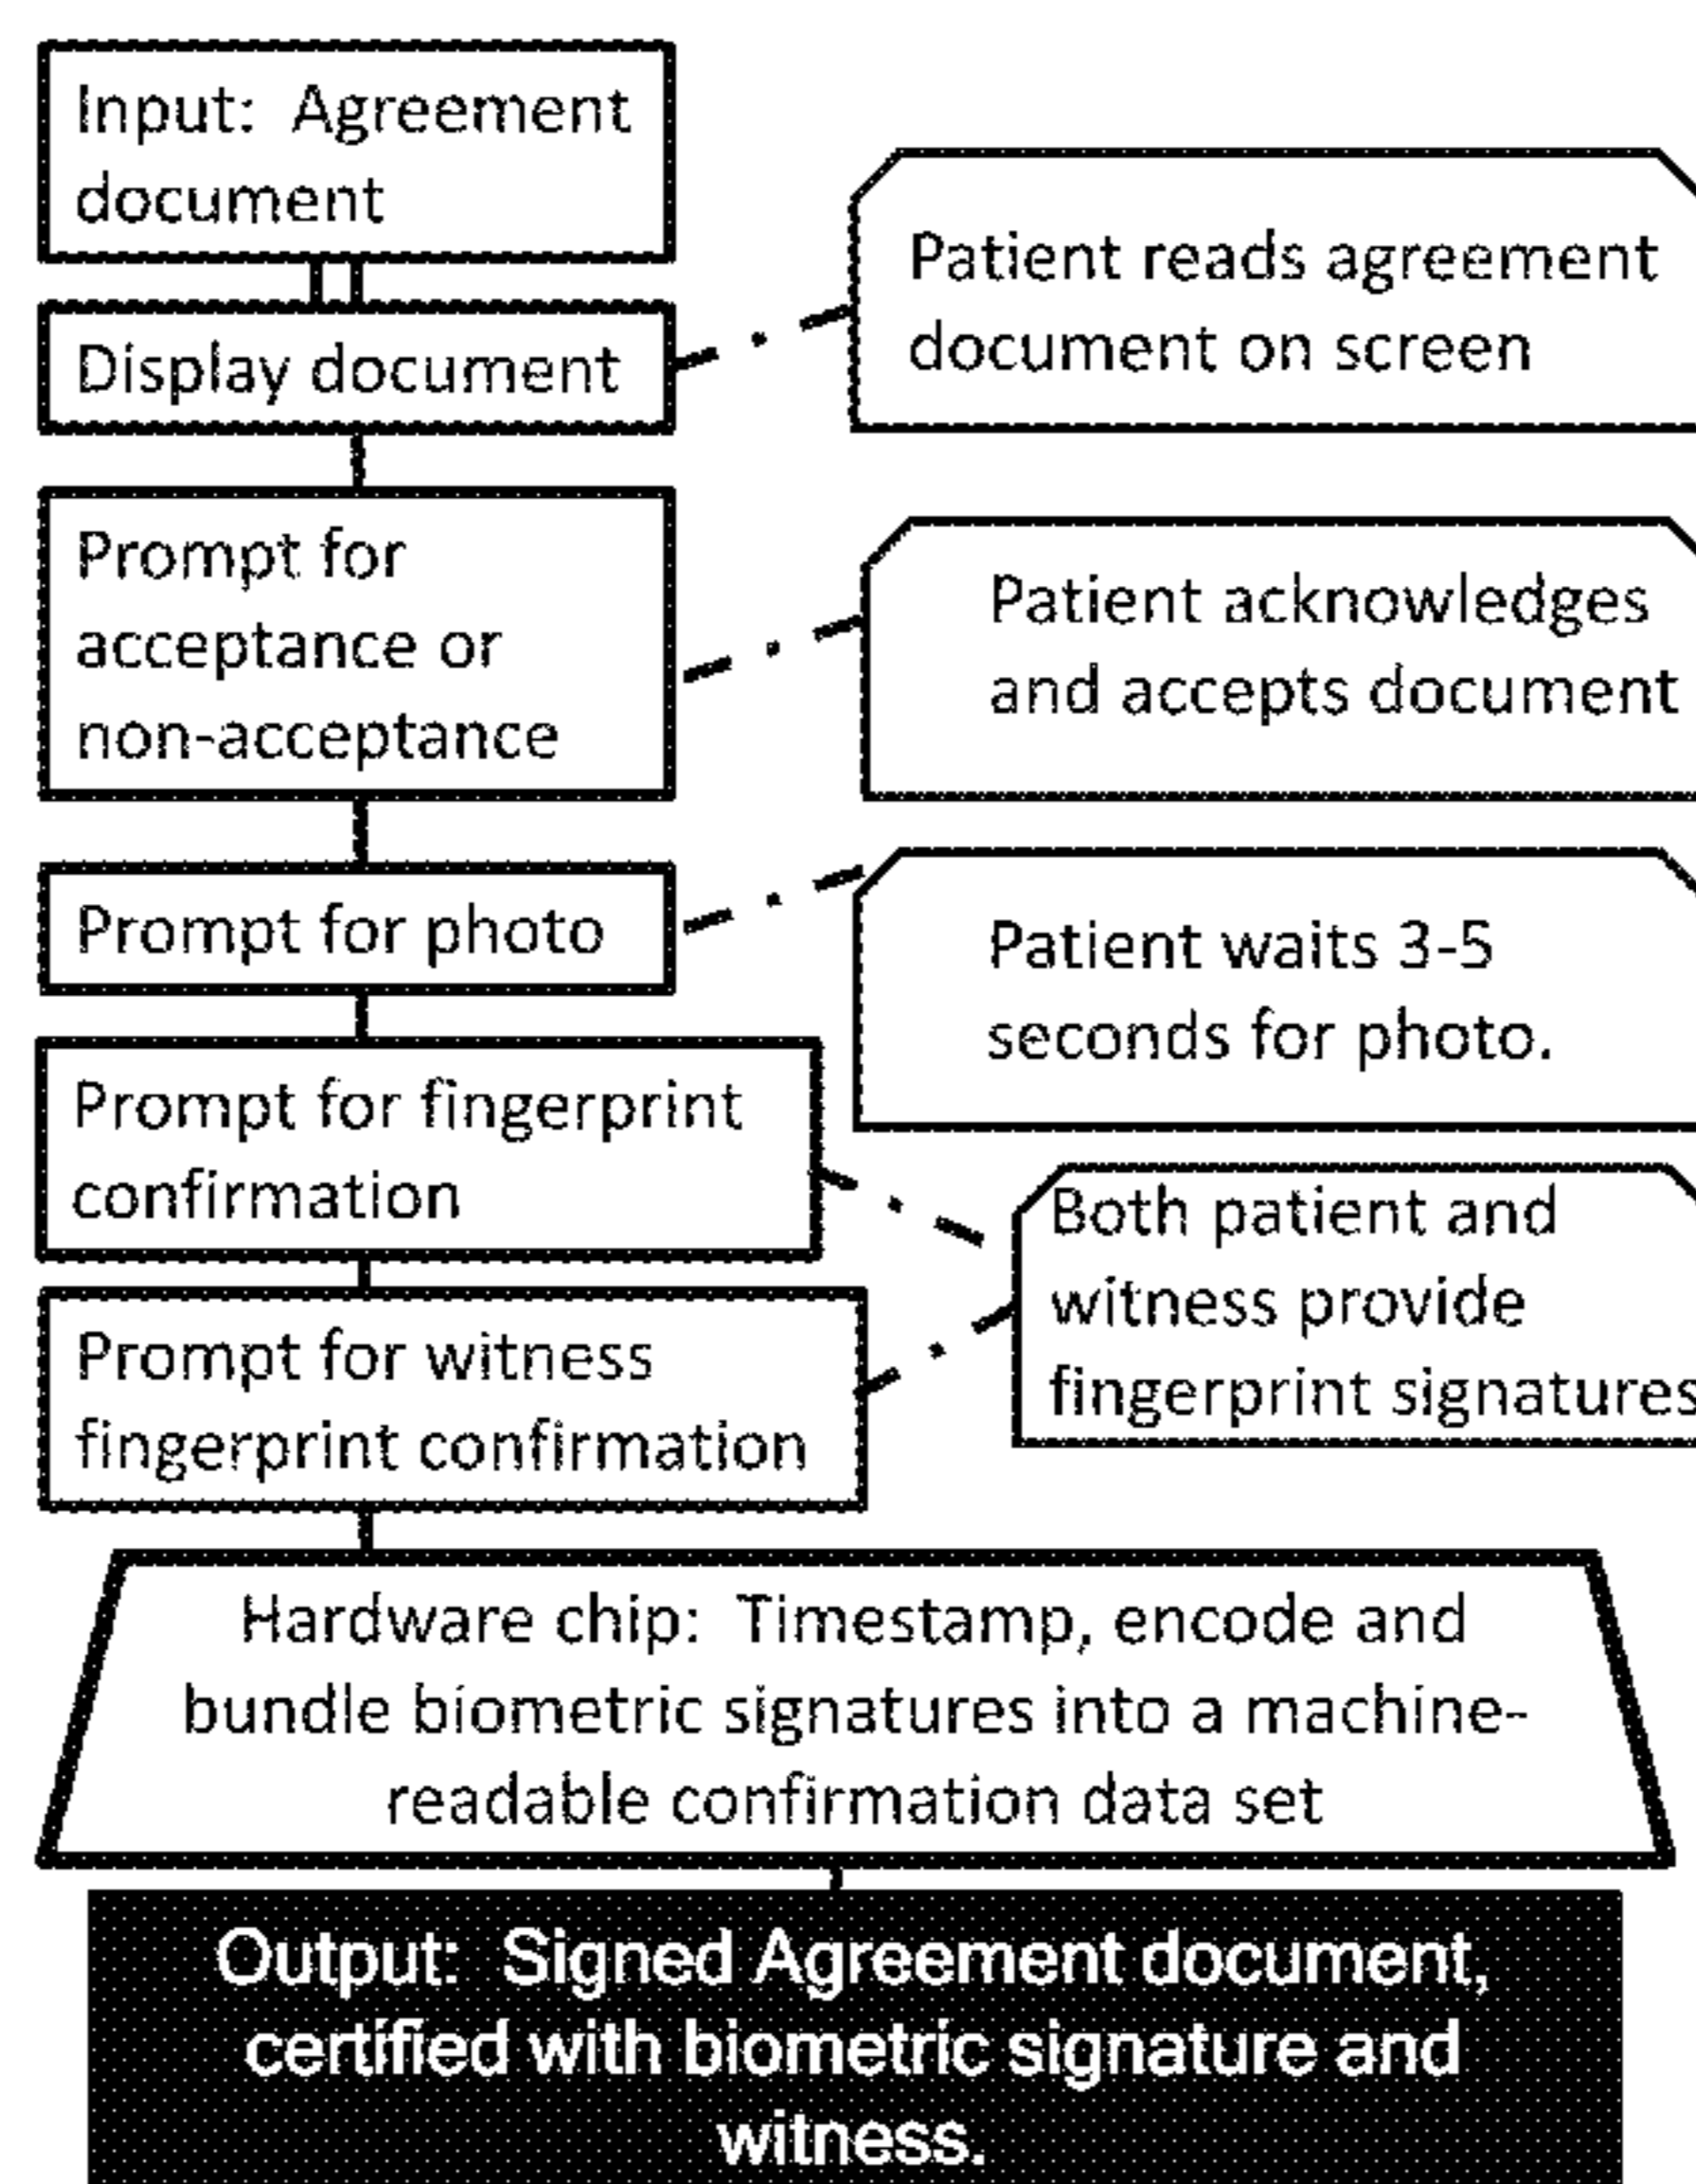 Input:  Agreement
document
Patient reads agreement
document on screen
Display document
Prompt for
acceptance or
non-acceptance
Patient acknowledges
and accepts document
Prompt for photo
Patient waits 3-5
seconds for photo.
Prompt for fingerprint
confirmation
Both patient and
witness provide
fingerprint signatures
Prompt for witness
fingerprint confirmation
Hardware chip:  Timestamp, encode and
bundle biometric signatures into a machine-
readable confirmation data set
Output:  Signed Agreement document,
certified with biometric signature and
witness.